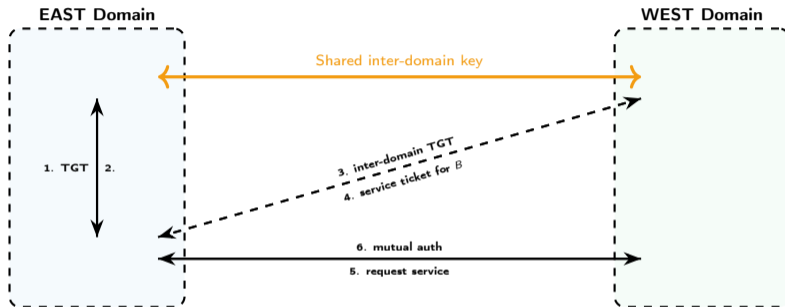 EAST Domain
WEST Domain
Shared inter-domain key
1. TGT
2.
3. inter-domain TGT
4. service ticket for B
6. mutual auth
5. request service